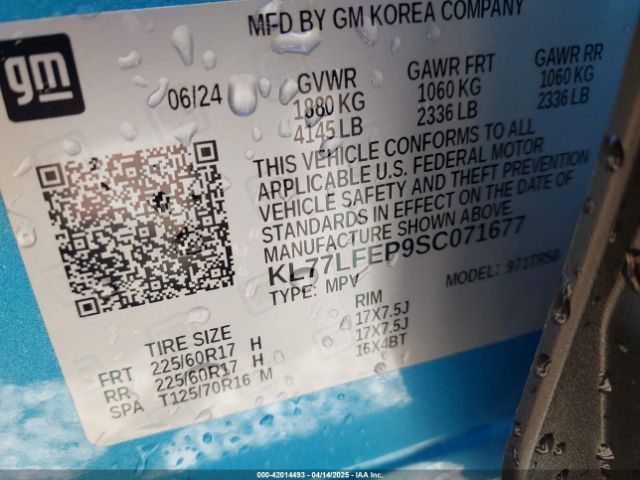 MFD BY GM KOREA COMPANY
gm
06/24
GVWR GAWR FRT GAWR RR
1880 KG 1060 KG 1060 KG
4145 LB 2336 LB 2336 LB
THIS VEHICLE CONFORMS TO ALL
APPLICABLE U.S. FEDERAL MOTOR
VEHICLE SAFETY AND THEFT PREVENTION
STANDARDS IN EFFECT ON THE DATE OF
MANUFACTURE SHOWN ABOVE.
KL77LFEP9SC071677
TYPE: MPV MODEL:
TIRE SIZE RIM
FRT 225/60R17 H 17X7.5J
RR 225/60R17 H 17X7.5J
SPA T125/70R16 M 16X4BT
000-42014493 | 04/14/2025 - IAA Inc.